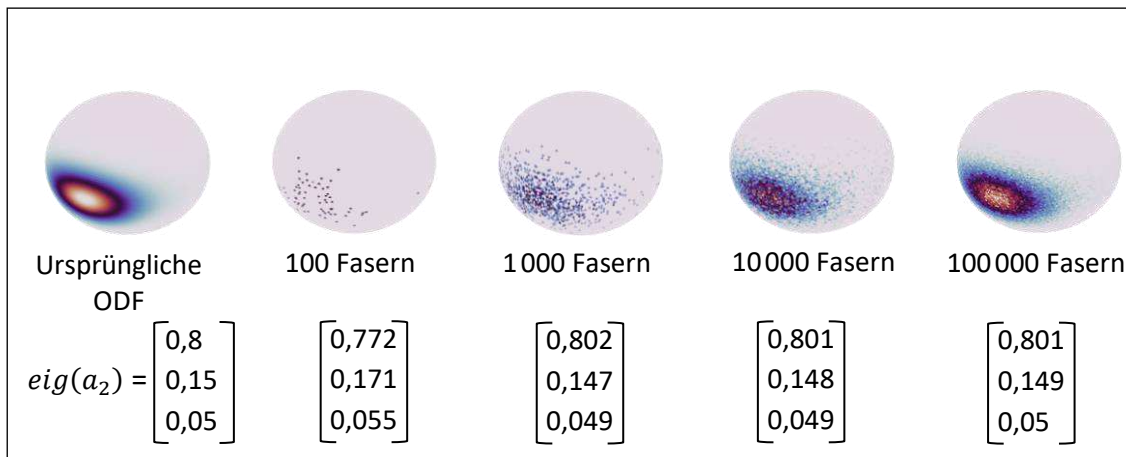 Ursprüngliche ODF
100 Fasern
1 000 Fasern
10 000 Fasern
100 000 Fasern
eig(a₂) =
0,8
0,15
0,05
0,772
0,171
0,055
0,802
0,147
0,049
0,801
0,148
0,049
0,801
0,149
0,05